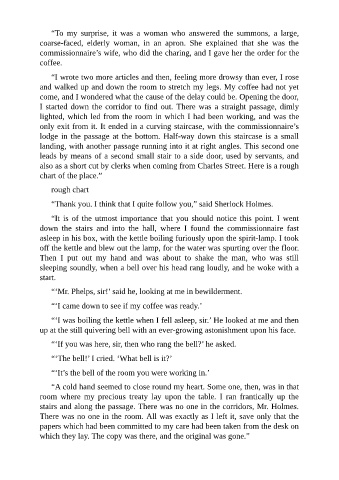 “To my surprise, it was a woman who answered the summons, a large,
coarse-faced, elderly woman, in an apron. She explained that she was the
commissionaire’s wife, who did the charing, and I gave her the order for the
coffee.
“I wrote two more articles and then, feeling more drowsy than ever, I rose
and walked up and down the room to stretch my legs. My coffee had not yet
come, and I wondered what the cause of the delay could be. Opening the door,
I started down the corridor to find out. There was a straight passage, dimly
lighted, which led from the room in which I had been working, and was the
only exit from it. It ended in a curving staircase, with the commissionaire’s
lodge in the passage at the bottom. Half-way down this staircase is a small
landing, with another passage running into it at right angles. This second one
leads by means of a second small stair to a side door, used by servants, and
also as a short cut by clerks when coming from Charles Street. Here is a rough
chart of the place.”
rough chart
“Thank you. I think that I quite follow you,” said Sherlock Holmes.
“It is of the utmost importance that you should notice this point. I went
down the stairs and into the hall, where I found the commissionaire fast
asleep in his box, with the kettle boiling furiously upon the spirit-lamp. I took
off the kettle and blew out the lamp, for the water was spurting over the floor.
Then I put out my hand and was about to shake the man, who was still
sleeping soundly, when a bell over his head rang loudly, and he woke with a
start.
“‘Mr. Phelps, sir!’ said he, looking at me in bewilderment.
“‘I came down to see if my coffee was ready.’
“‘I was boiling the kettle when I fell asleep, sir.’ He looked at me and then
up at the still quivering bell with an ever-growing astonishment upon his face.
“‘If you was here, sir, then who rang the bell?’ he asked.
“‘The bell!’ I cried. ‘What bell is it?’
“‘It’s the bell of the room you were working in.’
“A cold hand seemed to close round my heart. Some one, then, was in that
room where my precious treaty lay upon the table. I ran frantically up the
stairs and along the passage. There was no one in the corridors, Mr. Holmes.
There was no one in the room. All was exactly as I left it, save only that the
papers which had been committed to my care had been taken from the desk on
which they lay. The copy was there, and the original was gone.”